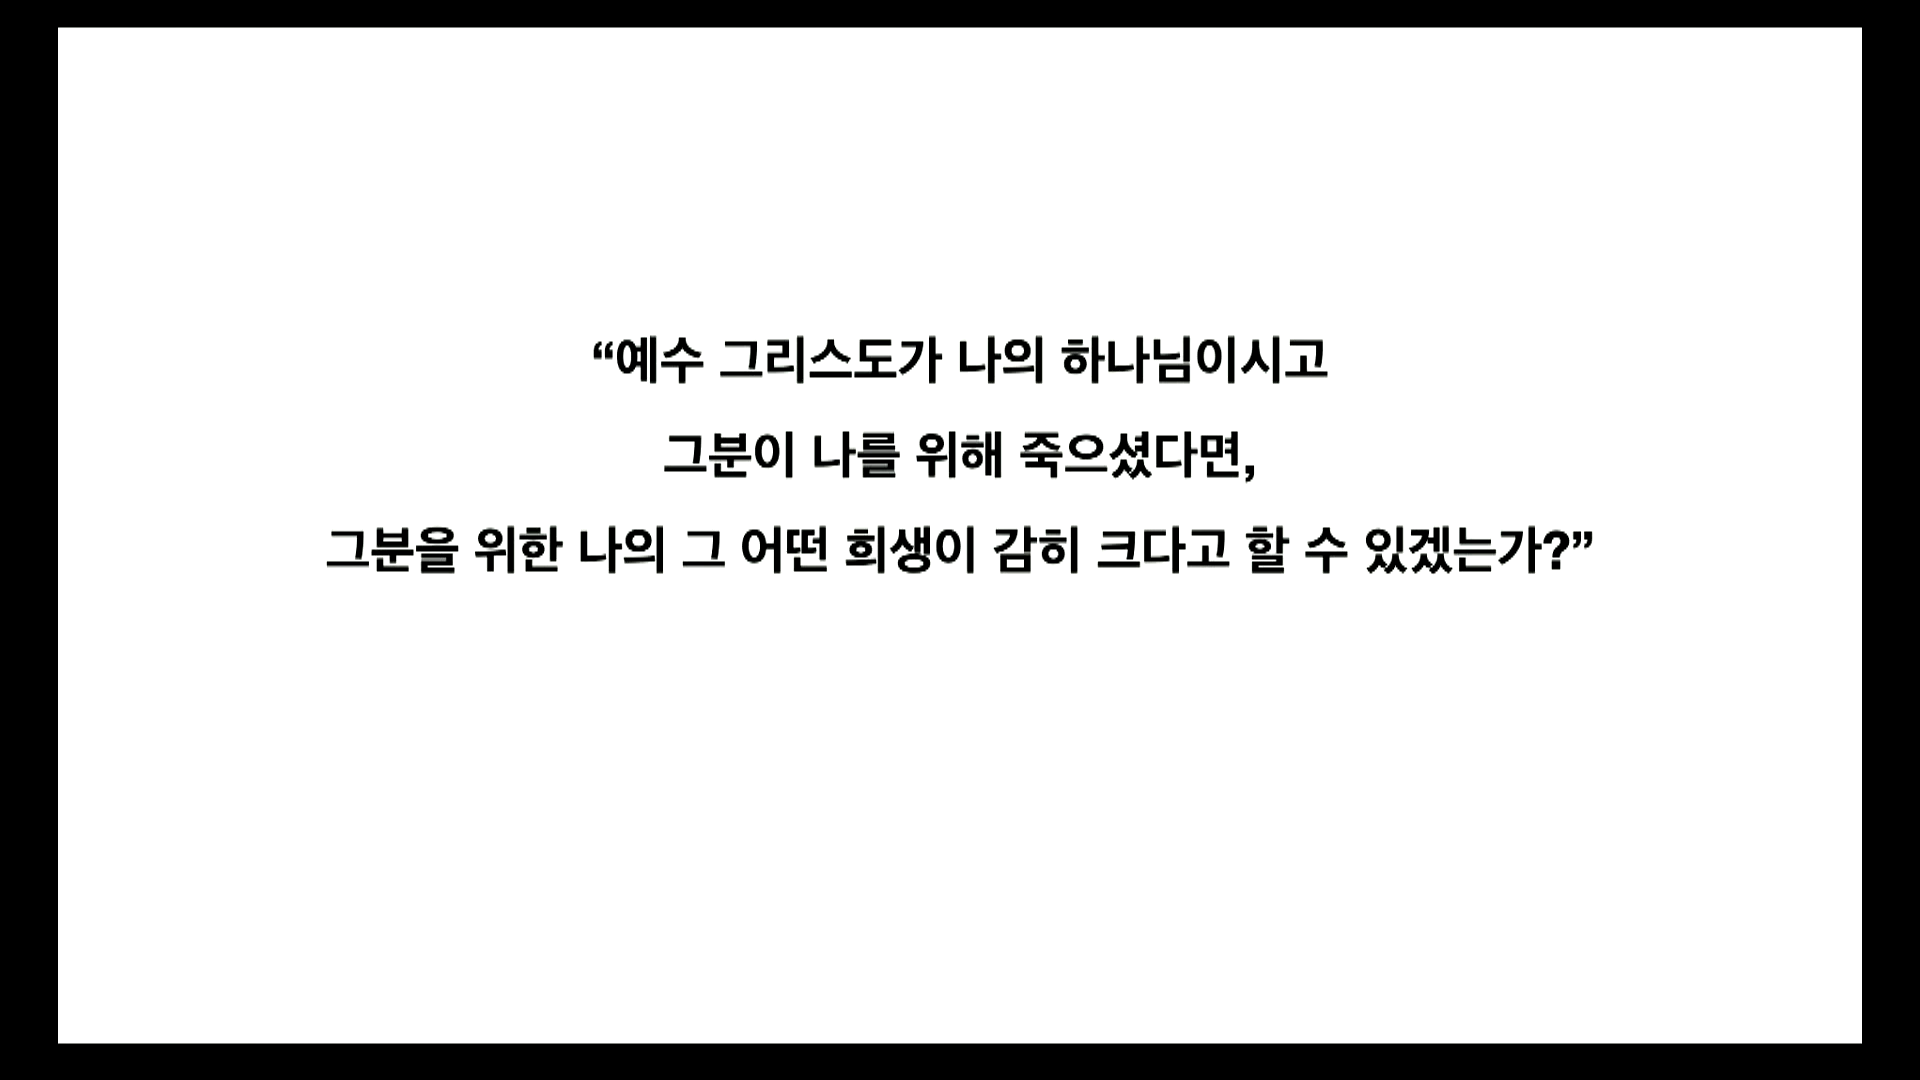 “예수 그리스도가 나의 하나님이시고
그분이 나를 위해 죽으셨다면,
그분을 위한 나의 그 어떤 희생이 감히 크다고 할 수 있겠는가?”